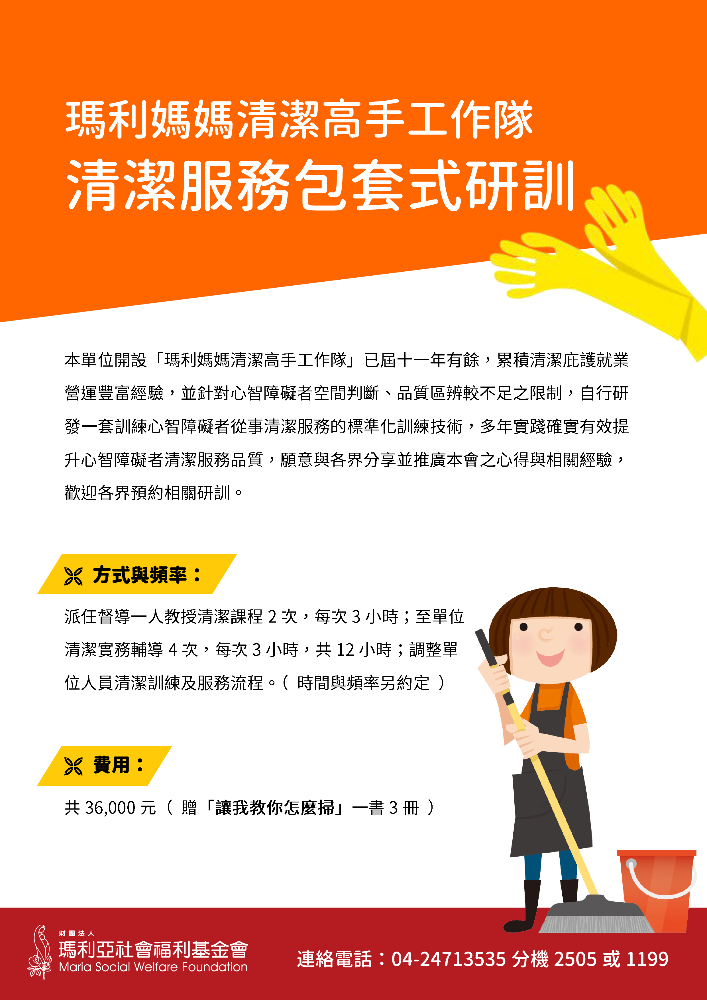 瑪利媽媽清潔高手工作隊
清潔服務包套式研訓
本單位開設「瑪利媽媽清潔高手工作隊」已屆十一年有餘，累積清潔庇護就業
營運豐富經驗，並針對心智障礙者空間判斷、品質區辨較不足之限制，自行研
發一套訓練心智障礙者從事清潔服務的標準化訓練技術，多年實踐確實有效提
升心智障礙者清潔服務品質，願意與各界分享並推廣本會之心得與相關經驗，
歡迎各界預約相關研訓。
方式與頻率：
派任督導一人教授清潔課程 2 次，每次 3 小時；至單位
清潔實務輔導 4 次，每次 3 小時，共 12 小時；調整單
位人員清潔訓練及服務流程。（ 時間與頻率另約定 ）
費用：
共 36,000 元（ 贈「讓我教你怎麼掃」一書 3 冊 ）
財團法人
瑪利亞社會福利基金會
Maria Social Welfare Foundation
連絡電話：04-24713535 分機 2505 或 1199